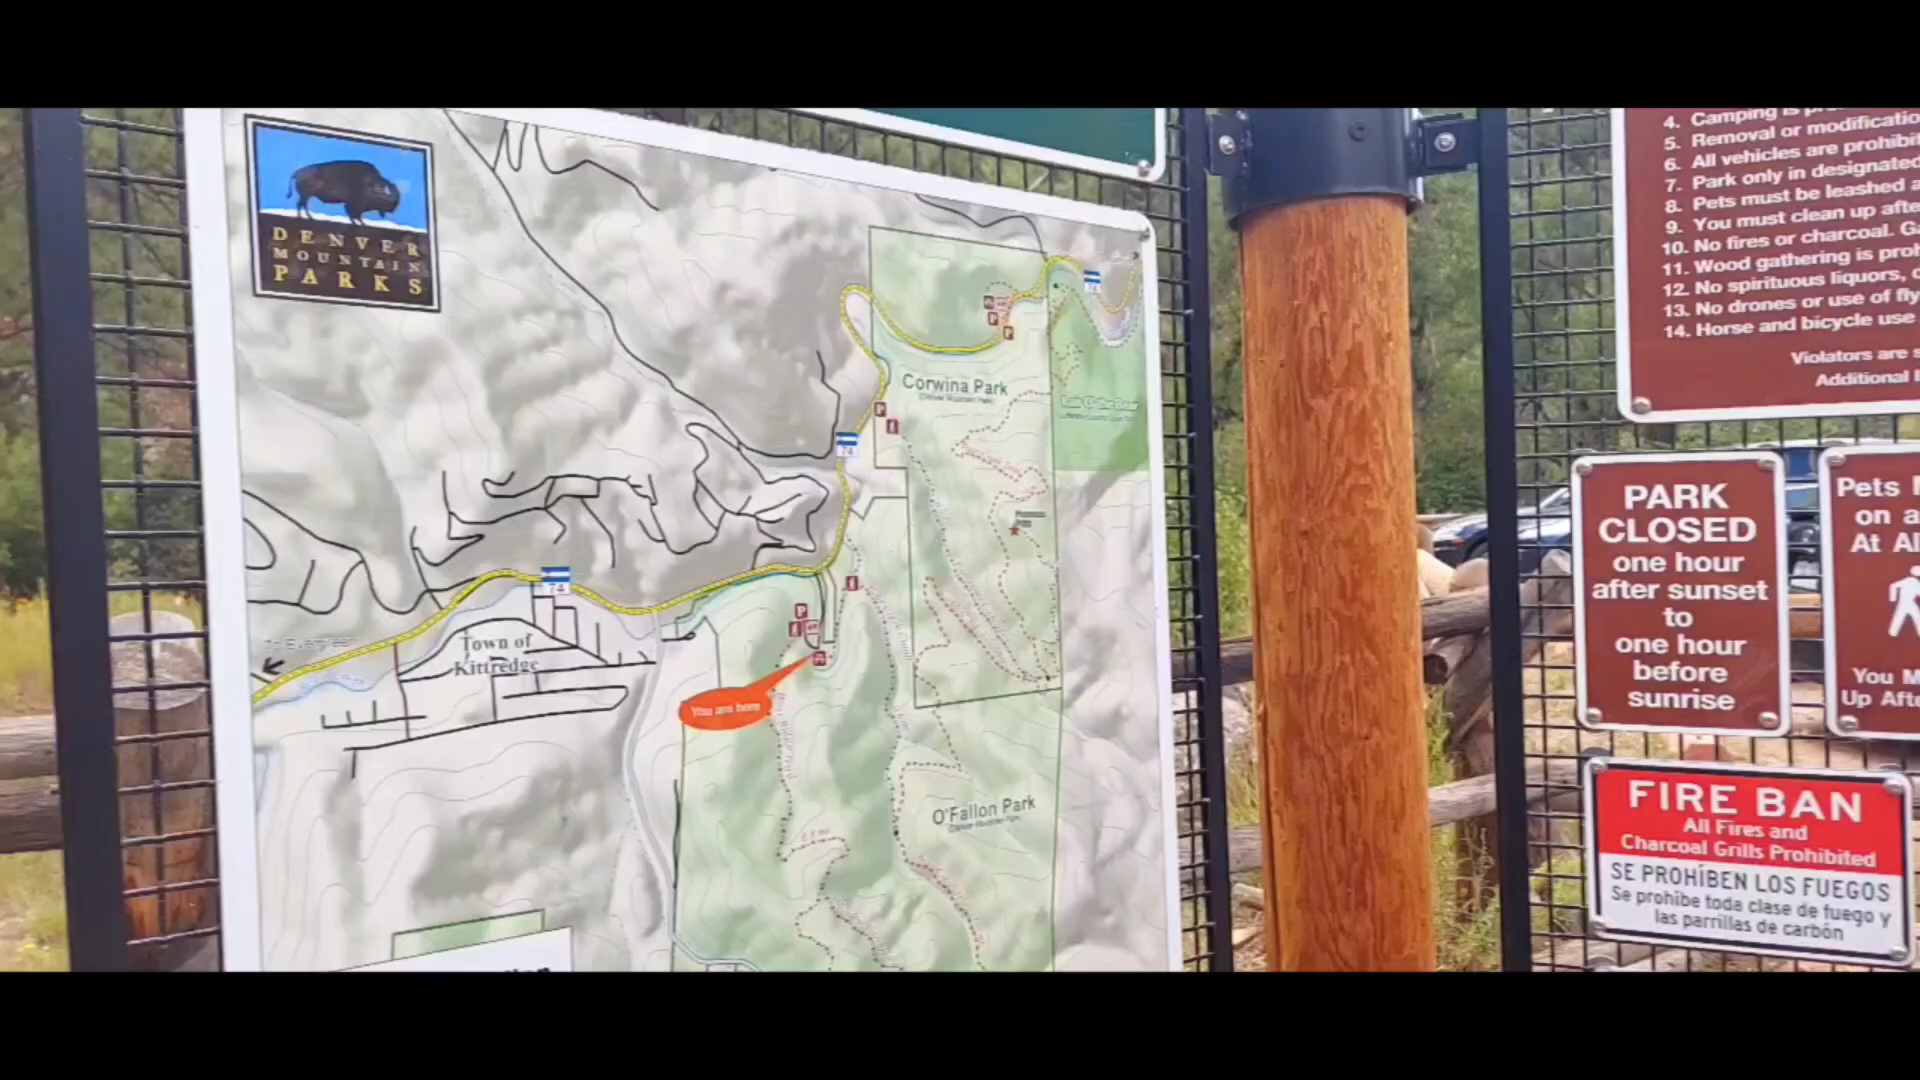 DENVER
MOUNTAIN
PARKS
74
Corwina Park
74
To Evergreen
74
Town of
Kittredge
You are here
O'Fallon Park
0.8 mi
4. Camping is
5. Removal or
6. All vehicles are
7. Park only in designated
8. Pets must be leashed
9. You must clean up
10. No fires or charcoal.
11. Wood gathering is
12. No spirituous liquors,
13. No drones or use of
14. Horse and bicycle use
Violators are
Additional
PARK
CLOSED
one hour
after sunset
to
one hour
before
sunrise
Pets
on a
At
You
Up
FIRE BAN
All Fires and
Charcoal Grills Prohibited
SE PROHÍBEN LOS FUEGOS
Se prohibe toda clase de fuego y
las parrillas de carbón